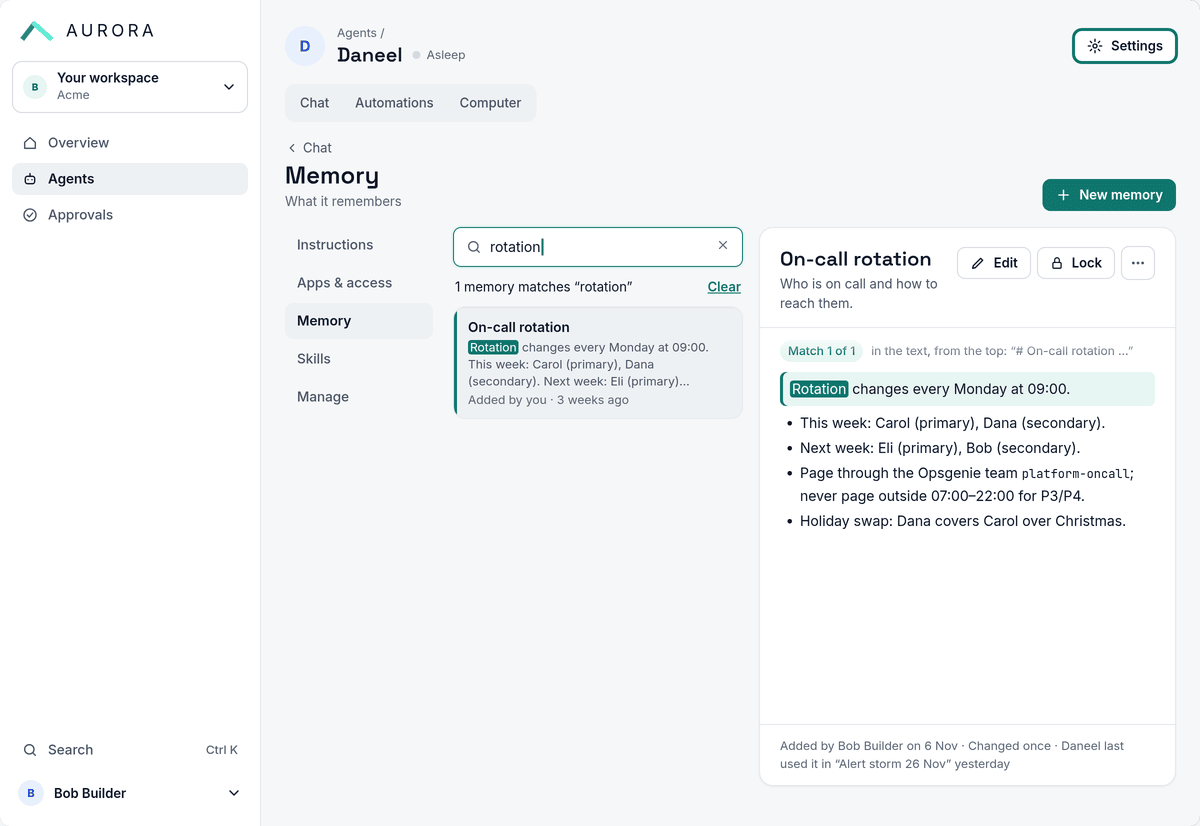 AURORA
B
Your workspace
Acme
Overview
Agents
Approvals
Search
Ctrl K
B
Bob Builder
D
Agents /
Daneel
Asleep
Settings
Chat
Automations
Computer
Chat
Memory
What it remembers
New memory
Instructions
Apps & access
Memory
Skills
Manage
rotation
1 memory matches “rotation”
Clear
On-call rotation
Rotation changes every Monday at 09:00.
This week: Carol (primary), Dana
(secondary). Next week: Eli (primary)...
Added by you · 3 weeks ago
On-call rotation
Who is on call and how to
reach them.
Edit
Lock
Match 1 of 1
in the text, from the top: “# On-call rotation ...”
Rotation changes every Monday at 09:00.
• This week: Carol (primary), Dana (secondary).
• Next week: Eli (primary), Bob (secondary).
• Page through the Opsgenie team platform-oncall;
never page outside 07:00–22:00 for P3/P4.
• Holiday swap: Dana covers Carol over Christmas.
Added by Bob Builder on 6 Nov · Changed once · Daneel last
used it in “Alert storm 26 Nov” yesterday